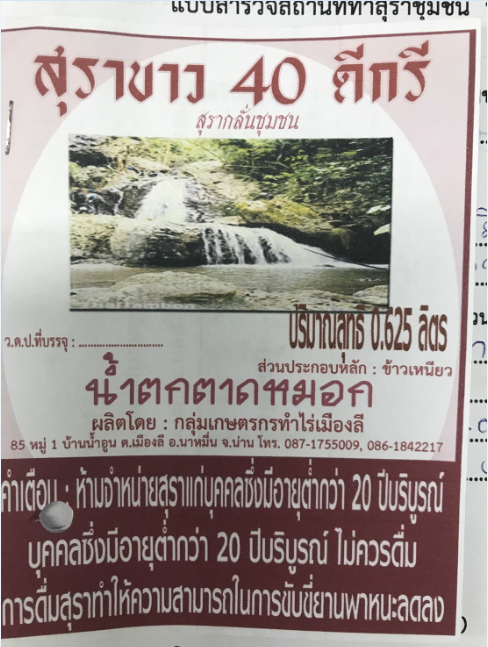 แบบสำรวจสถานที่ทำสุราชุมชน
สุราขาว 40 ดีกรี
สุรากลั่นชุมชน
ปริมาณสุทธิ 0.625 ลิตร
ว.ด.ป.ที่บรรจุ : ..............................
ส่วนประกอบหลัก : ข้าวเหนียว
น้ำตกตาดหมอก
ผลิตโดย : กลุ่มเกษตรกรทำไร่เมืองลี
85 หมู่ 1 บ้านน้ำอูน ต.เมืองลี อ.นาหมื่น จ.น่าน โทร. 087-1755009, 086-1842217
คำเตือน : ห้ามจำหน่ายสุราแก่บุคคลซึ่งมีอายุต่ำกว่า 20 ปีบริบูรณ์
บุคคลซึ่งมีอายุต่ำกว่า 20 ปีบริบูรณ์ ไม่ควรดื่ม
การดื่มสุราทำให้ความสามารถในการขับขี่ยานพาหนะลดลง